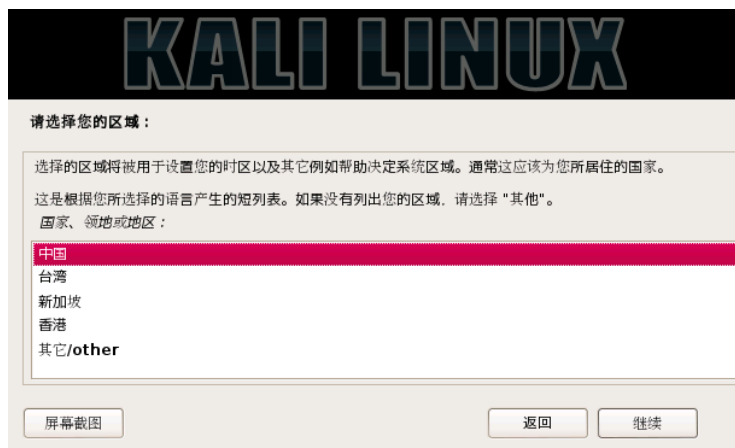 KALI LINUX
请选择您的区域：
选择的区域将被用于设置您的时区以及其它例如帮助决定系统区域。通常这应该为您所居住的国家。
这是根据您所选择的语言产生的短列表。如果没有列出您的区域，请选择 "其他"。
国家、领地或地区：
中国
台湾
新加坡
香港
其它/other
屏幕截图
返回
继续